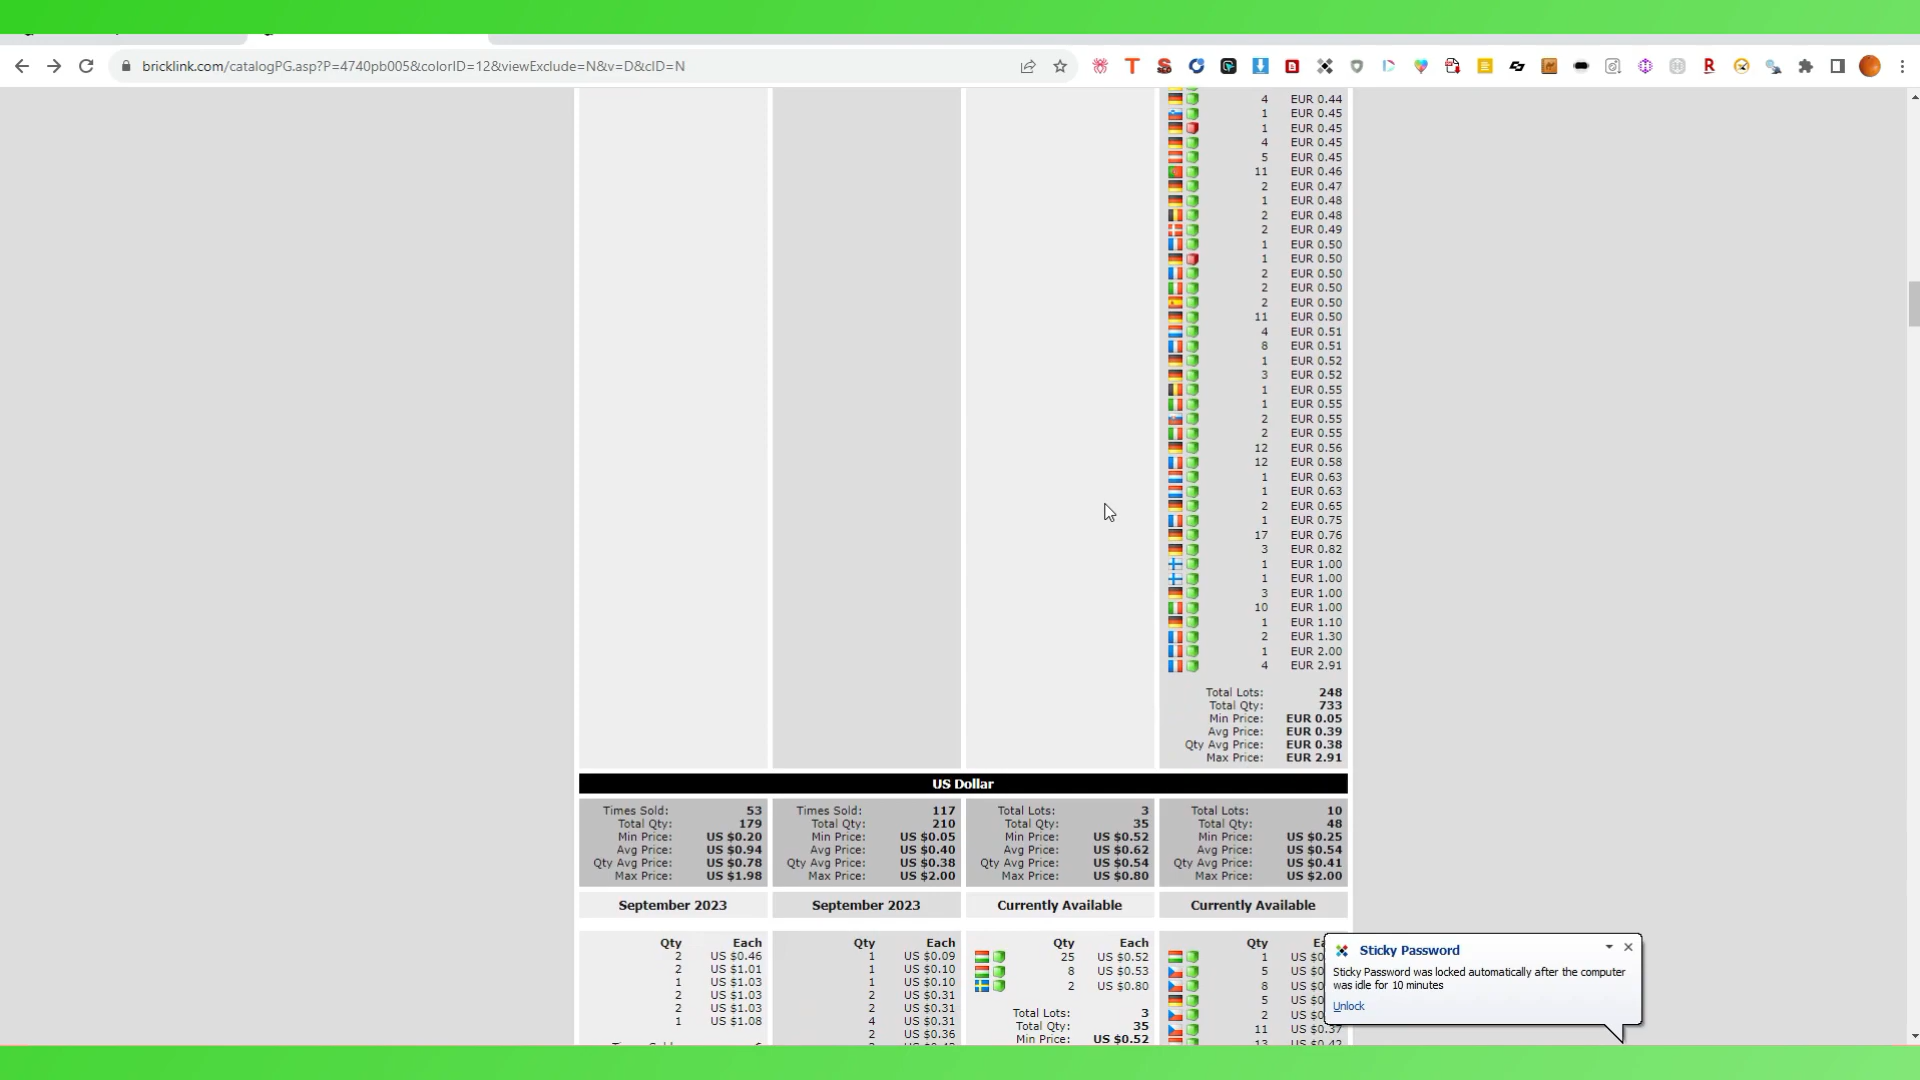 bricklink.com/catalogPG.asp?P=4740pb005&colorID=12&viewExclude=N&v=D&cID=N
4 EUR 0.44
1 EUR 0.45
1 EUR 0.45
4 EUR 0.45
5 EUR 0.45
11 EUR 0.46
2 EUR 0.47
1 EUR 0.48
2 EUR 0.48
2 EUR 0.49
1 EUR 0.50
1 EUR 0.50
2 EUR 0.50
2 EUR 0.50
2 EUR 0.50
11 EUR 0.50
4 EUR 0.51
8 EUR 0.51
1 EUR 0.52
3 EUR 0.52
1 EUR 0.55
1 EUR 0.55
2 EUR 0.55
2 EUR 0.55
12 EUR 0.56
12 EUR 0.58
1 EUR 0.63
1 EUR 0.63
2 EUR 0.65
1 EUR 0.75
17 EUR 0.76
3 EUR 0.82
1 EUR 1.00
1 EUR 1.00
3 EUR 1.00
10 EUR 1.00
1 EUR 1.10
2 EUR 1.30
1 EUR 2.00
4 EUR 2.91
Total Lots: 248
Total Qty: 733
Min Price: EUR 0.05
Avg Price: EUR 0.39
Qty Avg Price: EUR 0.38
Max Price: EUR 2.91
US Dollar
Times Sold: 53
Total Qty: 179
Min Price: US $0.20
Avg Price: US $0.94
Qty Avg Price: US $0.78
Max Price: US $1.98
Times Sold: 117
Total Qty: 210
Min Price: US $0.05
Avg Price: US $0.40
Qty Avg Price: US $0.38
Max Price: US $2.00
Total Lots: 3
Total Qty: 35
Min Price: US $0.52
Avg Price: US $0.62
Qty Avg Price: US $0.54
Max Price: US $0.80
Total Lots: 10
Total Qty: 48
Min Price: US $0.25
Avg Price: US $0.54
Qty Avg Price: US $0.41
Max Price: US $2.00
September 2023
September 2023
Currently Available
Currently Available
Qty Each
2 US $0.46
2 US $1.01
1 US $1.03
2 US $1.03
2 US $1.03
1 US $1.08
Qty Each
1 US $0.09
1 US $0.10
1 US $0.10
2 US $0.31
2 US $0.31
4 US $0.31
2 US $0.36
Qty Each
25 US $0.52
8 US $0.53
2 US $0.80
Total Lots: 3
Total Qty: 35
Min Price: US $0.52
Qty
1
5
8
5
2
11 US $0.37
13 US $0.42
Sticky Password
Sticky Password was locked automatically after the computer
was idle for 10 minutes
Unlock